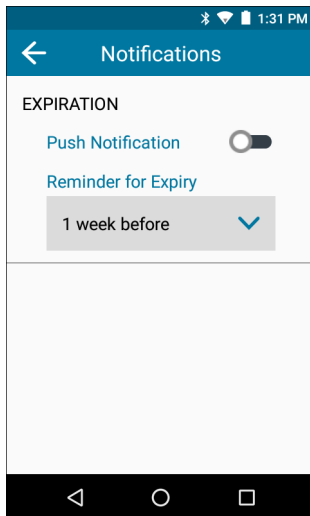 1:31 PM
Notifications
EXPIRATION
Push Notification
Reminder for Expiry
1 week before